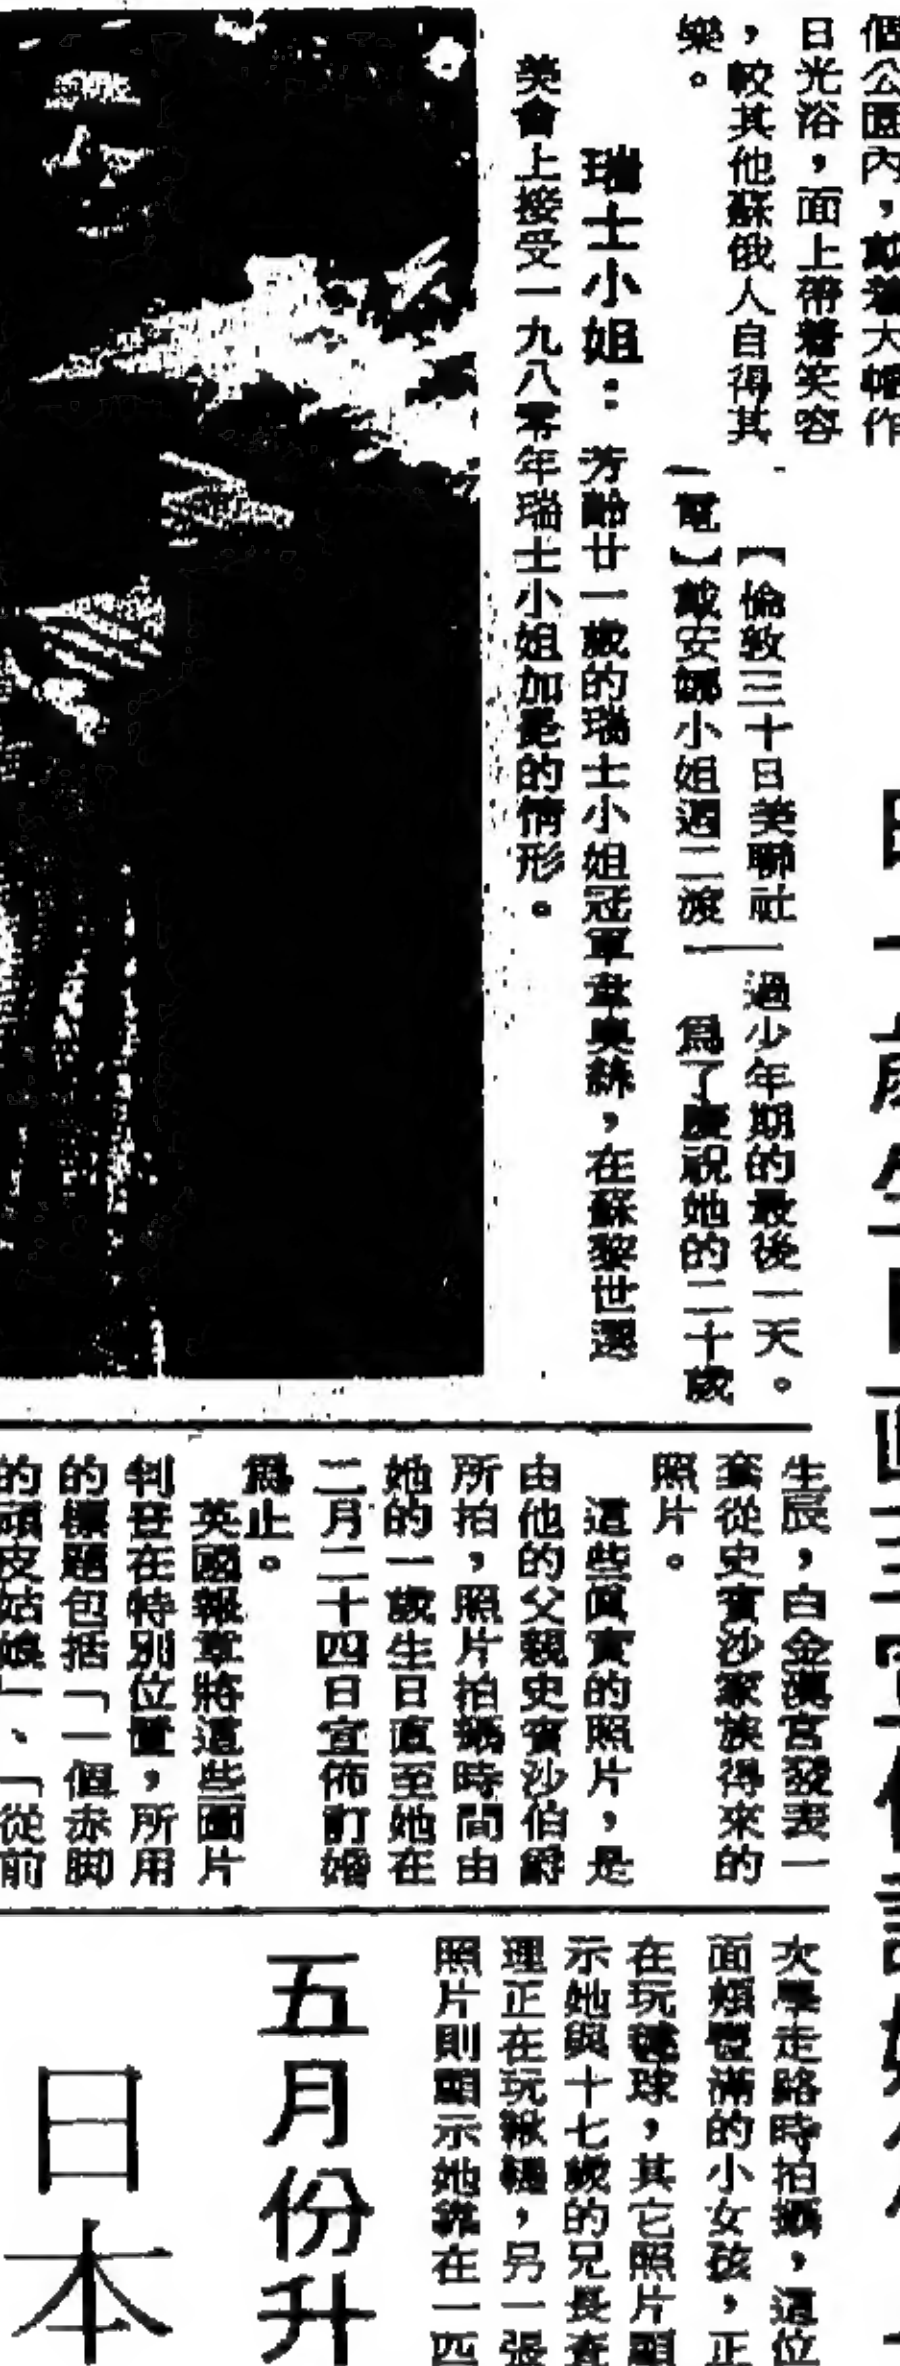 個公園內，戴着大帽作
日光浴，面上帶着笑容
，較其他蘇俄人自得其
樂。
【倫敦三十日美聯社
電】戴安娜小姐週二渡
過少年期的最後一天。
爲了慶祝她的二十歲
瑞士小姐：芳齡廿一歲的瑞士小姐冠軍，在蘇黎世選
美會上接受一九八零年瑞士小姐加冕的情形。
生辰，白金漢宮發表一
套從史賓沙家族得來的
照片。
這些眞實的照片，是
由他的父親史賓沙伯爵
所拍，照片拍攝時間由
她的一歲生日直至她在
二月二十四日宣佈訂婚
爲止。
英國報章將這些圖片
刋登在特別位置，所用
的標題包括「一個赤脚
的頑皮姑娘」、「從前
次學走路時拍攝，這位
面頰豐滿的小女孩，正
在玩球，其它照片顯
示她與十七歲的兄長查
理正在玩鞦韆，另一張
照片則顯示她靠在一匹
五月份升
日本